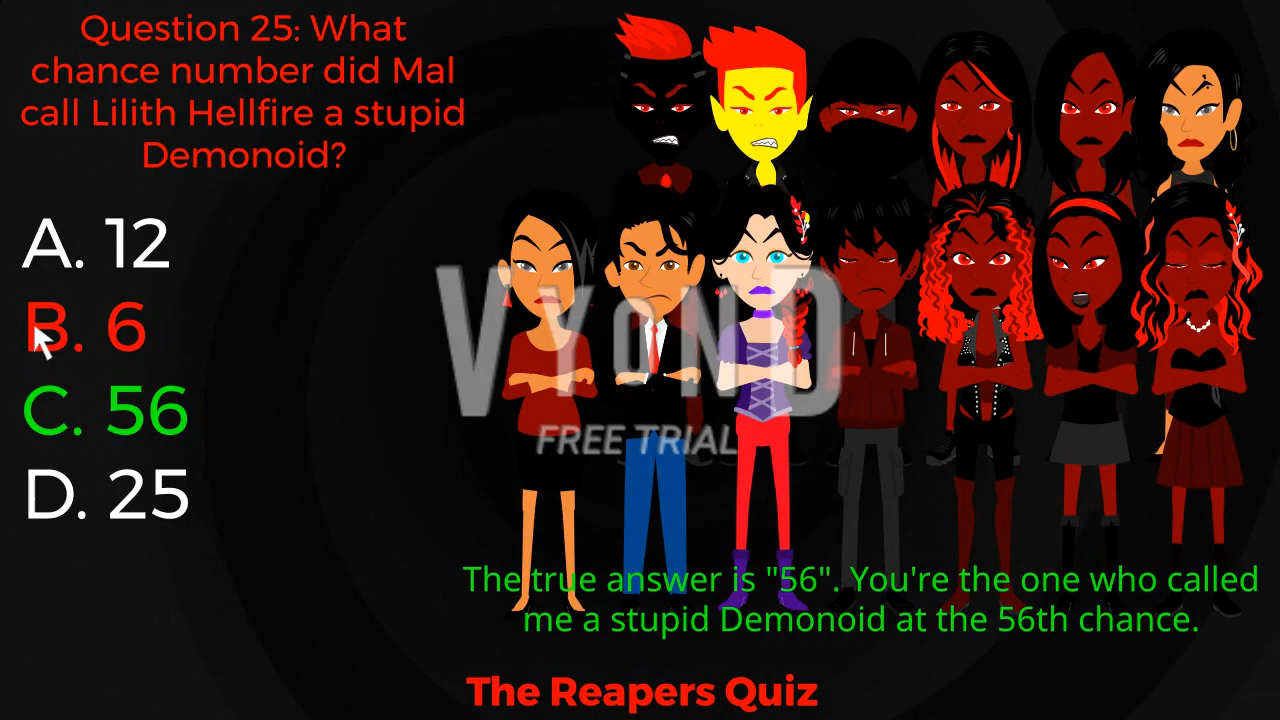 Question 25: What
chance number did Mal
call Lilith Hellfire a stupid
Demonoid?
A. 12
B. 6
C. 56
D. 25
VYOND
FREE TRIAL
The true answer is "56". You're the one who called
me a stupid Demonoid at the 56th chance.
The Reapers Quiz